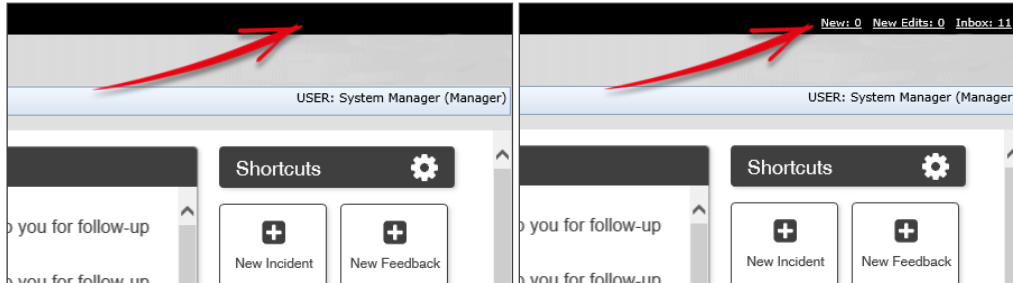 USER: System Manager (Manager)
Shortcuts
you for follow-up
New Incident
New Feedback
you for follow-up
New: 0 New Edits: 0 Inbox: 11
USER: System Manager (Manager
Shortcuts
you for follow-up
New Incident
New Feedback
you for follow-up